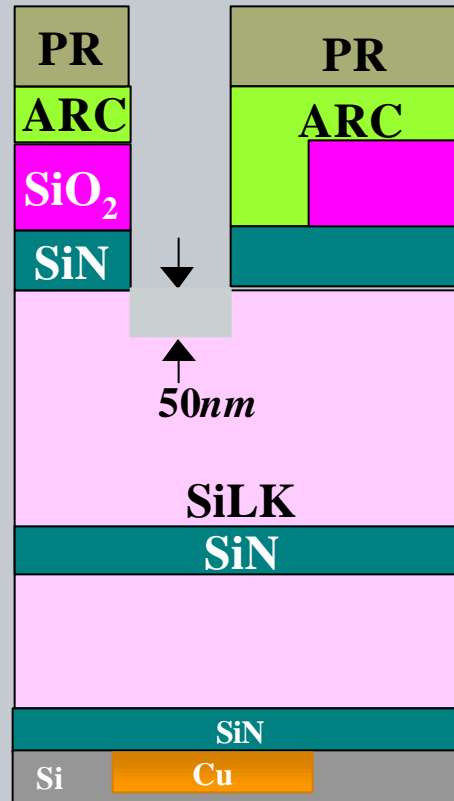 PR PR
ARC ARC
SiO₂
SiN
50nm
SiLK
SiN
SiN
Si Cu